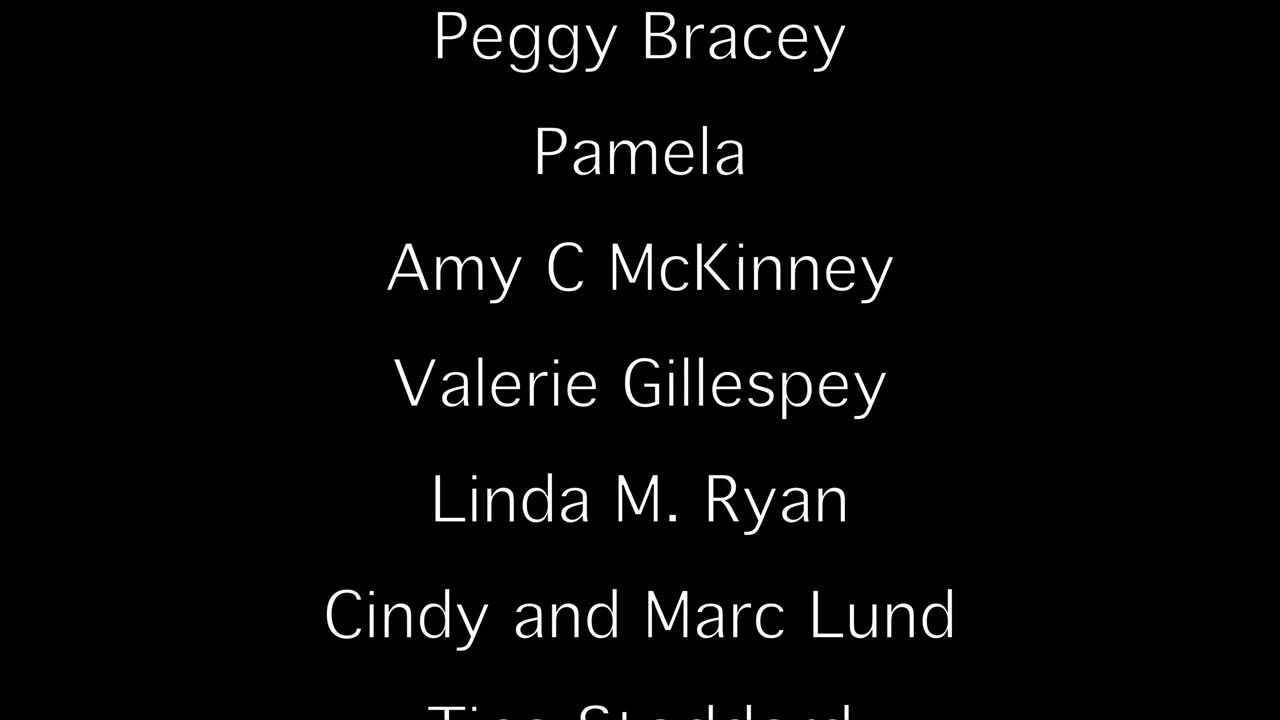 Peggy Bracey
Pamela
Amy C McKinney
Valerie Gillespey
Linda M. Ryan
Cindy and Marc Lund